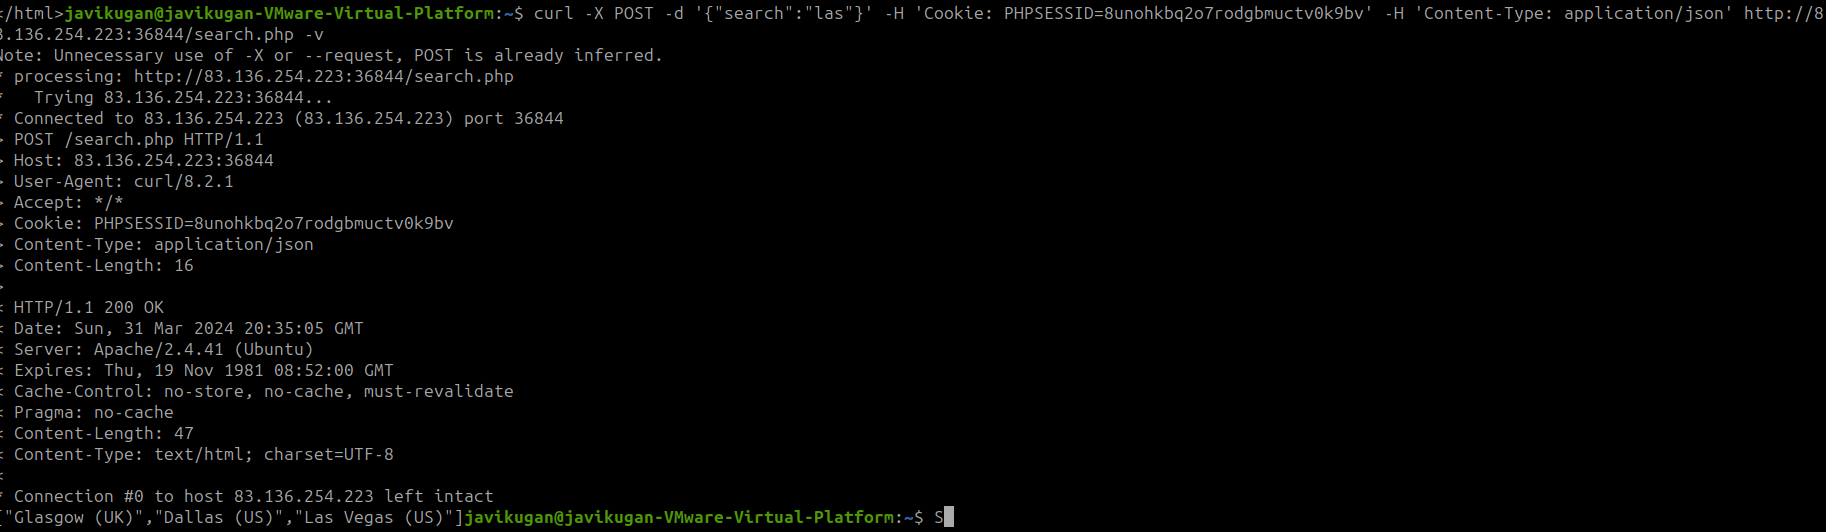 </html>javikugan@javikugan-VMware-Virtual-Platform:~$ curl -X POST -d '{"search":"las"}' -H 'Cookie: PHPSESSID=8unohkbq2o7rodgbmuctv0k9bv' -H 'Content-Type: application/json' http://8
3.136.254.223:36844/search.php -v
Note: Unnecessary use of -X or --request, POST is already inferred.
* processing: http://83.136.254.223:36844/search.php
*   Trying 83.136.254.223:36844...
* Connected to 83.136.254.223 (83.136.254.223) port 36844
> POST /search.php HTTP/1.1
> Host: 83.136.254.223:36844
> User-Agent: curl/8.2.1
> Accept: */*
> Cookie: PHPSESSID=8unohkbq2o7rodgbmuctv0k9bv
> Content-Type: application/json
> Content-Length: 16
>
< HTTP/1.1 200 OK
< Date: Sun, 31 Mar 2024 20:35:05 GMT
< Server: Apache/2.4.41 (Ubuntu)
< Expires: Thu, 19 Nov 1981 08:52:00 GMT
< Cache-Control: no-store, no-cache, must-revalidate
< Pragma: no-cache
< Content-Length: 47
< Content-Type: text/html; charset=UTF-8
<
* Connection #0 to host 83.136.254.223 left intact
["Glasgow (UK)","Dallas (US)","Las Vegas (US)"]javikugan@javikugan-VMware-Virtual-Platform:~$ S